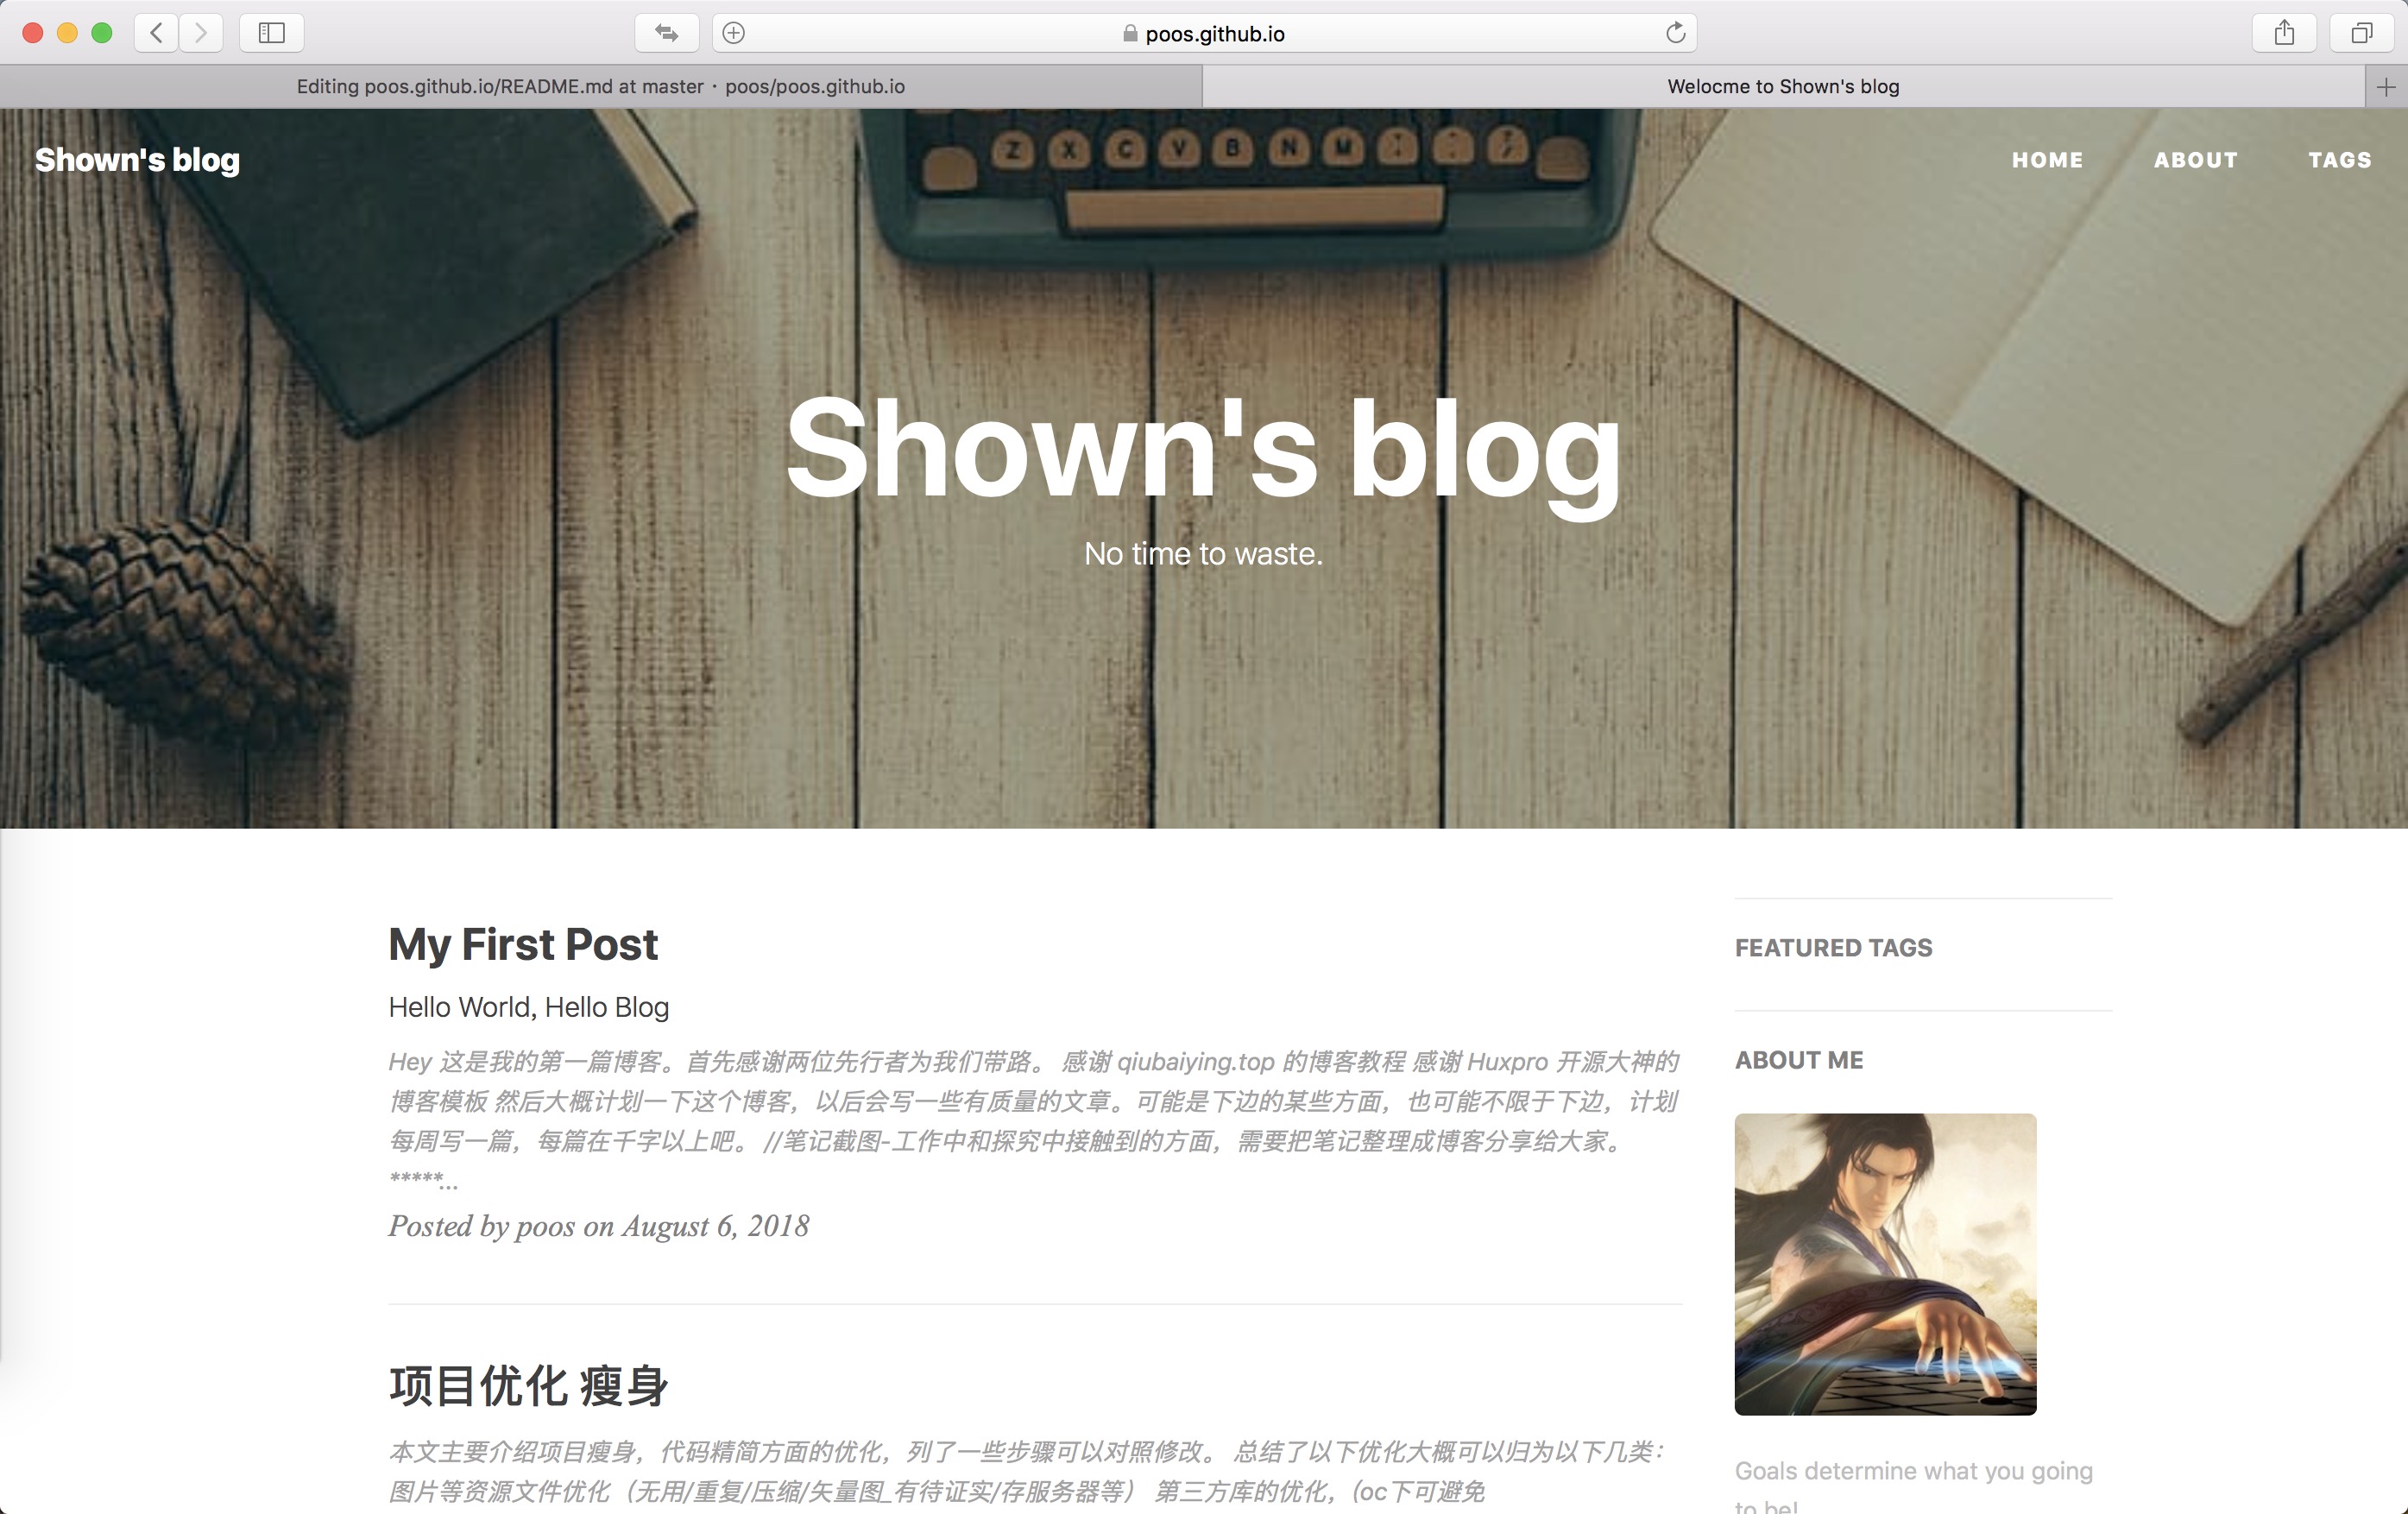 poos.github.io
Editing poos.github.io/README.md at master · poos/poos.github.io
Welocme to Shown's blog
Shown's blog
HOME
ABOUT
TAGS
Z X C V B N M
Shown's blog
No time to waste.
My First Post
Hello World, Hello Blog
Hey 这是我的第一篇博客。首先感谢两位先行者为我们带路。 感谢 qiubaiying.top 的博客教程 感谢 Huxpro 开源大神的
博客模板 然后大概计划一下这个博客，以后会写一些有质量的文章。可能是下边的某些方面，也可能不限于下边，计划
每周写一篇，每篇在千字以上吧。 //笔记截图-工作中和探究中接触到的方面，需要把笔记整理成博客分享给大家。
*****...
Posted by poos on August 6, 2018
项目优化 瘦身
本文主要介绍项目瘦身，代码精简方面的优化，列了一些步骤可以对照修改。 总结了以下优化大概可以归为以下几类：
图片等资源文件优化（无用/重复/压缩/矢量图_有待证实/存服务器等） 第三方库的优化，(oc下可避免
FEATURED TAGS
ABOUT ME
Goals determine what you going
to be!